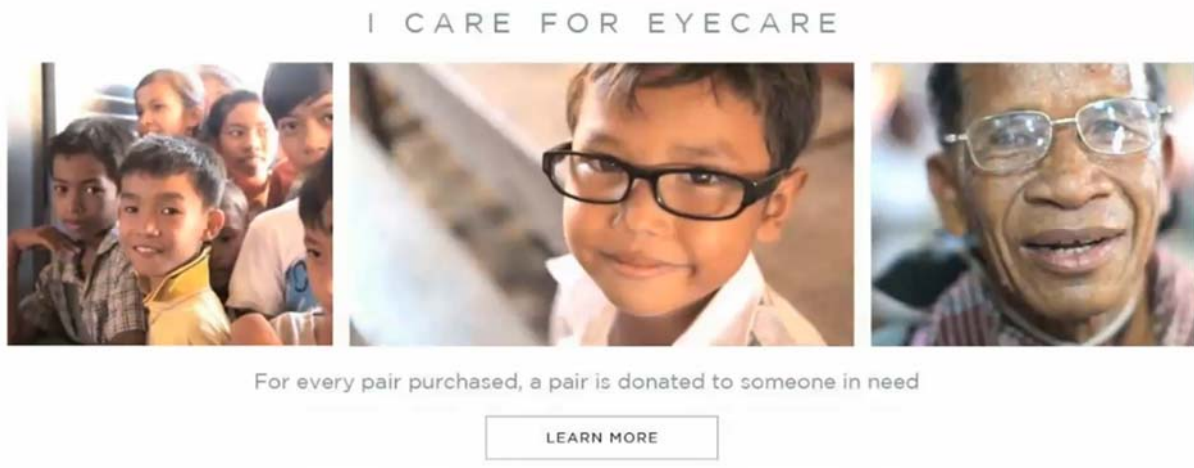 I CARE FOR EYECARE
For every pair purchased, a pair is donated to someone in need
LEARN MORE